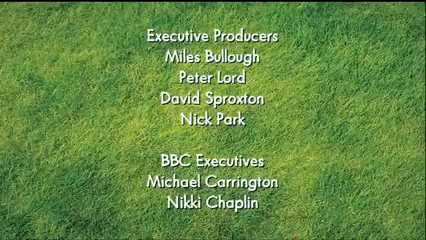 Executive Producers
Miles Bullough
Peter Lord
David Sproxton
Nick Park
BBC Executives
Michael Carrington
Nikki Chaplin